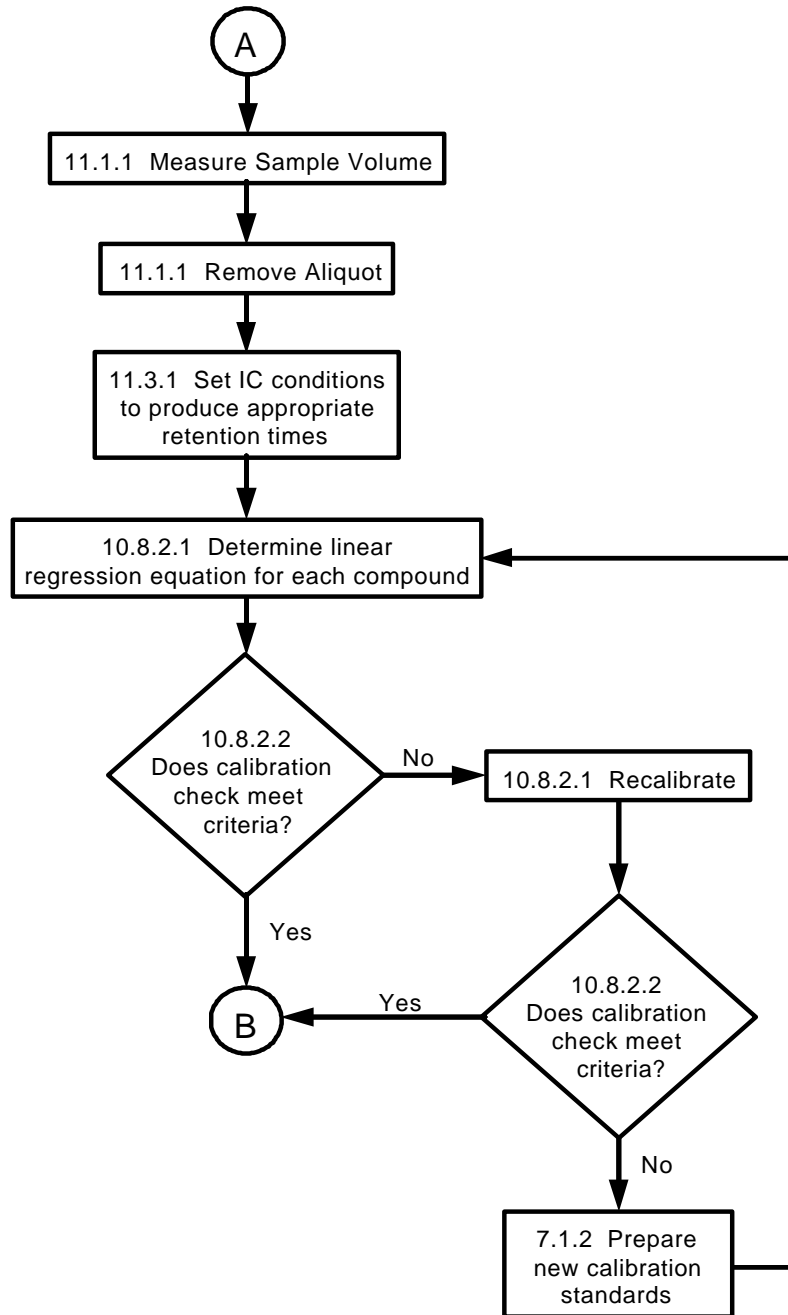 A
11.1.1 Measure Sample Volume
11.1.1 Remove Aliquot
11.3.1 Set IC conditions
to produce appropriate
retention times
10.8.2.1 Determine linear
regression equation for each compound
10.8.2.2
Does calibration
check meet
criteria?
No
10.8.2.1 Recalibrate
Yes
B
Yes
10.8.2.2
Does calibration
check meet
criteria?
No
7.1.2 Prepare
new calibration
standards